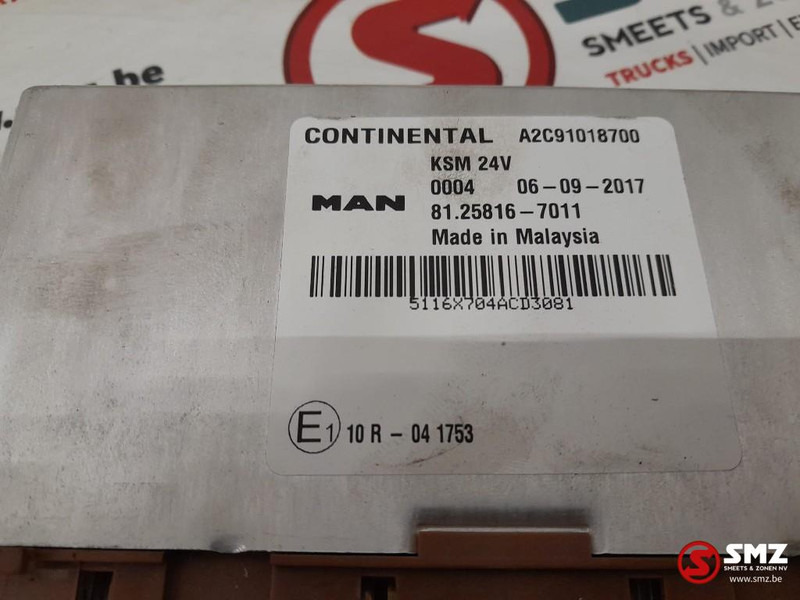 .be
SMEETS & Z
TRUCKS | IMPORT | E
CONTINENTAL A2C91018700
KSM 24V
0004 06-09-2017
MAN 81.25816-7011
Made in Malaysia
5116X704ACD3081
E1 10 R - 04 1753
SMZ
SMEETS & ZONEN NV
smz.be